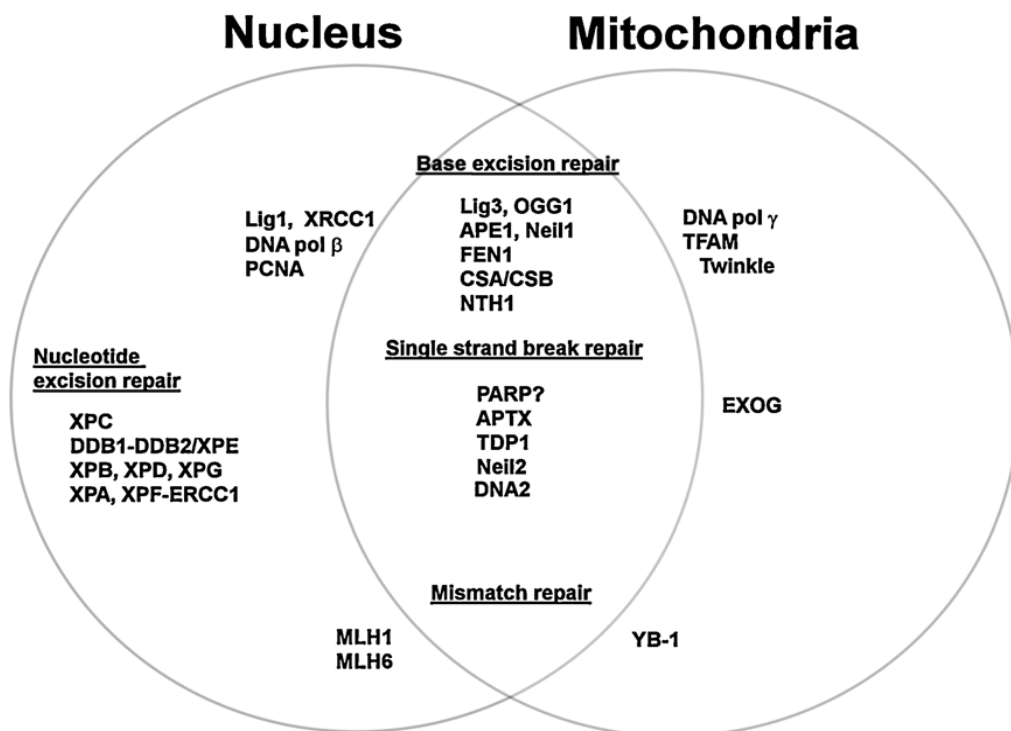 Nucleus
Mitochondria
Base excision repair
Lig1, XRCC1
DNA pol β
PCNA
Lig3, OGG1
APE1, Neil1
FEN1
CSA/CSB
NTH1
DNA pol γ
TFAM
Twinkle
Nucleotide
excision repair
XPC
DDB1-DDB2/XPE
XPB, XPD, XPG
XPA, XPF-ERCC1
Single strand break repair
PARP?
APTX
TDP1
Neil2
DNA2
EXOG
Mismatch repair
MLH1
MLH6
YB-1